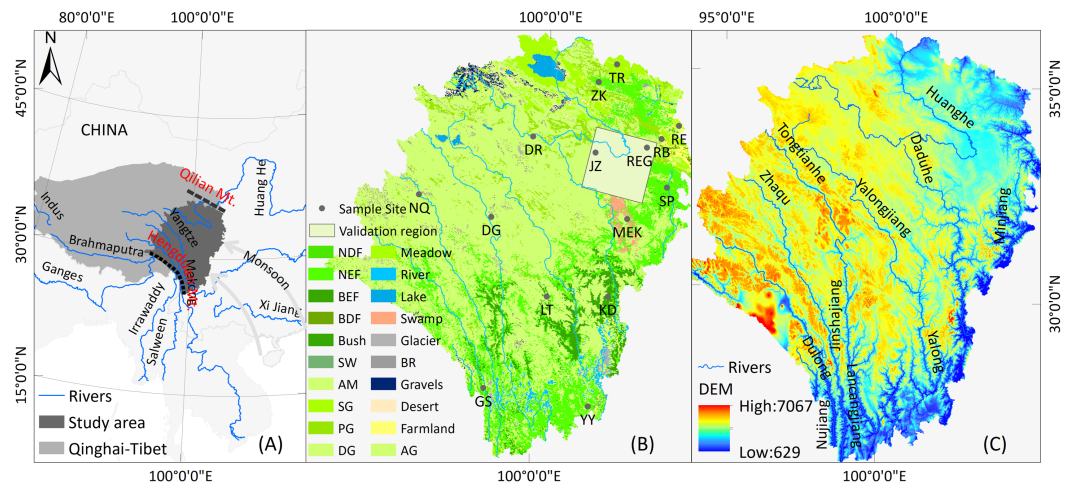 80°0'0"E
100°0'0"E
100°0'0"E
95°0'0"E
100°0'0"E
N
45°0'0"N
30°0'0"N
15°0'0"N
CHINA
Qilian Mt.
Huang He
Indus
Yangtze
Brahmaputra
Mekong
Ganges
Monsoon
Irrawaddy
Salween
Xi Jiang
Rivers
Study area
Qinghai-Tibet
(A)
100°0'0"E
TR
ZK
DR
RE
RB
REG
JZ
SP
NQ
DG
MEK
LT
KD
GS
YY
Sample Site
Validation region
NDF
Meadow
NEF
River
BEF
Lake
BDF
Swamp
Bush
Glacier
SW
BR
AM
Gravels
SG
Desert
PG
Farmland
DG
AG
(B)
100°0'0"E
Huanghe
Tongtianhe
Daduhe
Zhaqu
Yalongjiang
Minjiang
Jinshajiang
Dulong
Yalong
Nujiang
Lancangjiang
Rivers
DEM
High:7067
Low:629
(C)
35°0'0"N
30°0'0"N
100°0'0"E